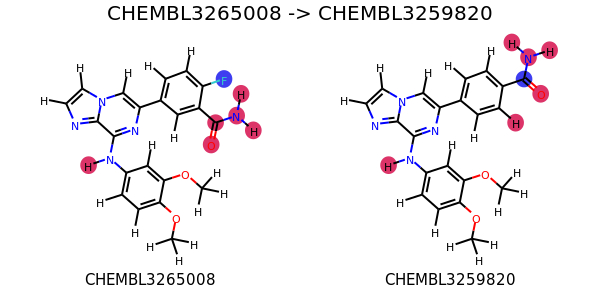 CHEMBL3265008 -> CHEMBL3259820
H H H H F H N H H O N N N H N H H H H O H H H O H H H
H H H H H N H O H H N N N H N H H H H O H H H O H H H
CHEMBL3265008 CHEMBL3259820